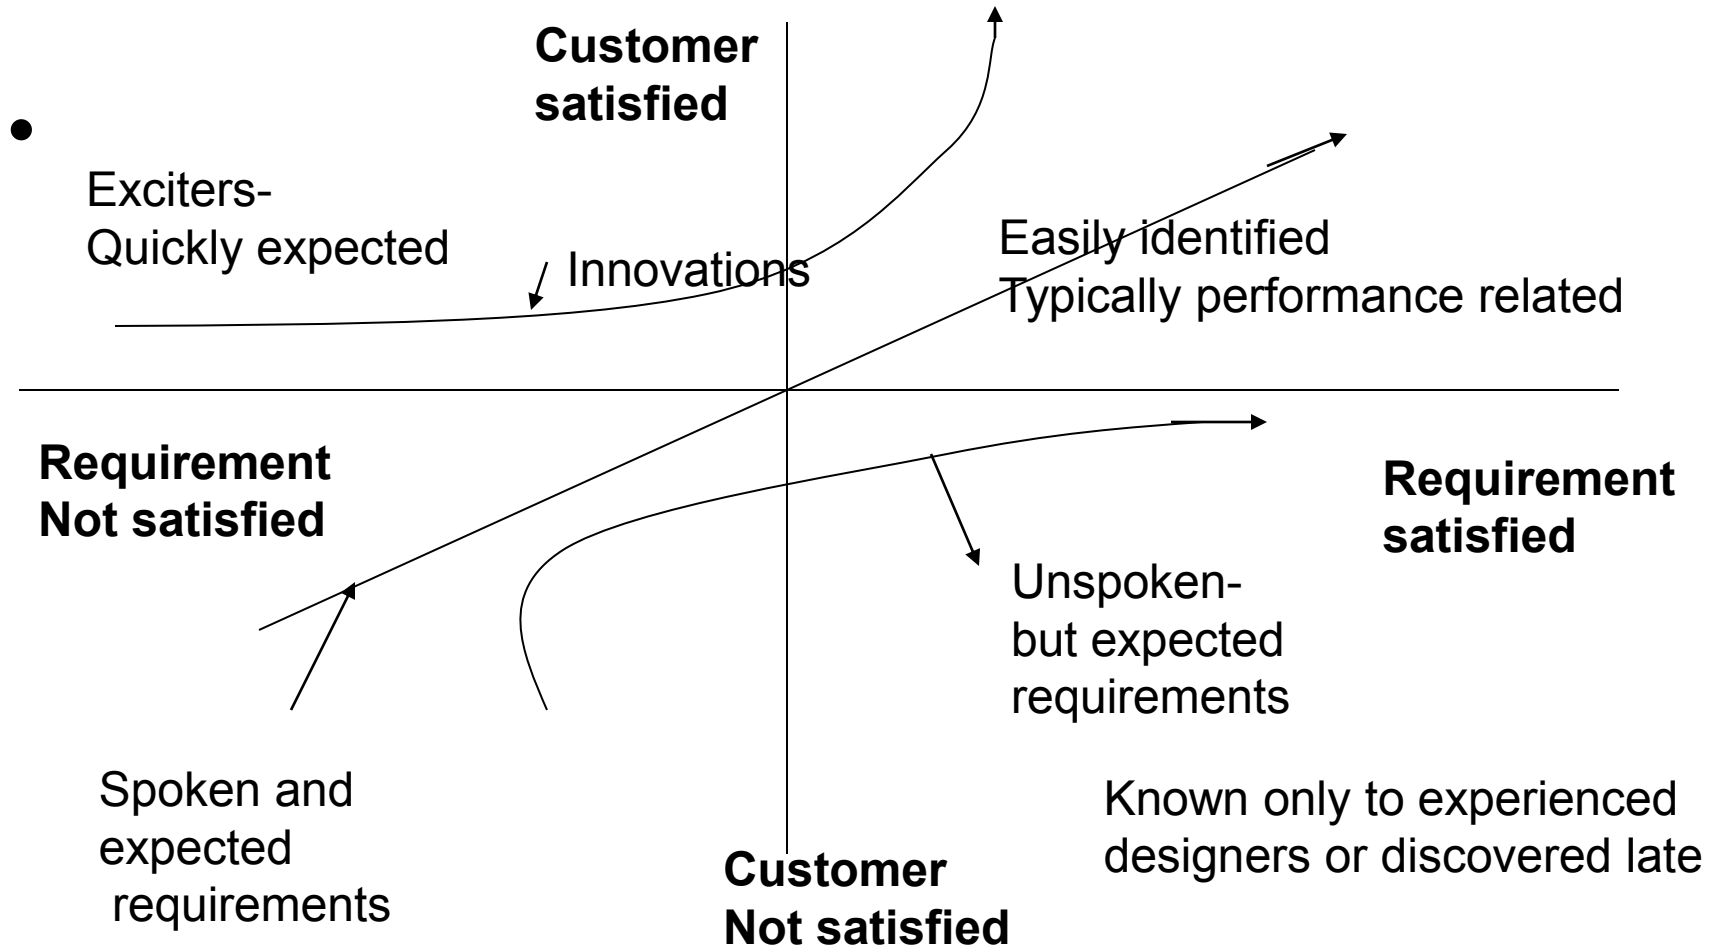 Customer
satisfied
•
Exciters-
Quickly expected
Innovations
Easily identified
Typically performance related
Requirement
Not satisfied
Requirement
satisfied
Unspoken-
but expected
requirements
Spoken and
expected
requirements
Known only to experienced
designers or discovered late
Customer
Not satisfied